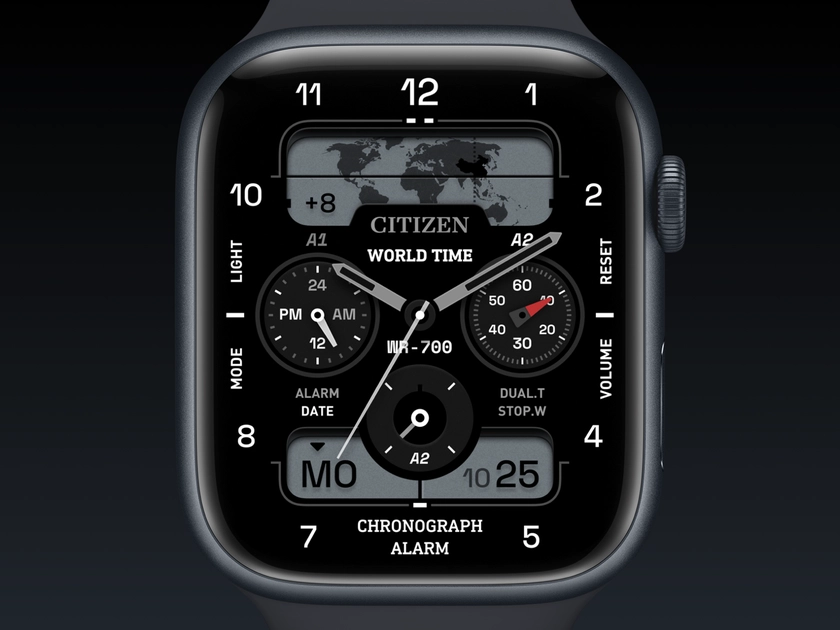 11 12 1
10 2
+8
CITIZEN
A1 A2
WORLD TIME
LIGHT RESET
24 60
50 10
PM AM
40 20
12 30
WR-700
MODE VOLUME
ALARM DUAL.T
DATE STOP.W
8 4
A2
MO 10 25
7 5
CHRONOGRAPH
ALARM